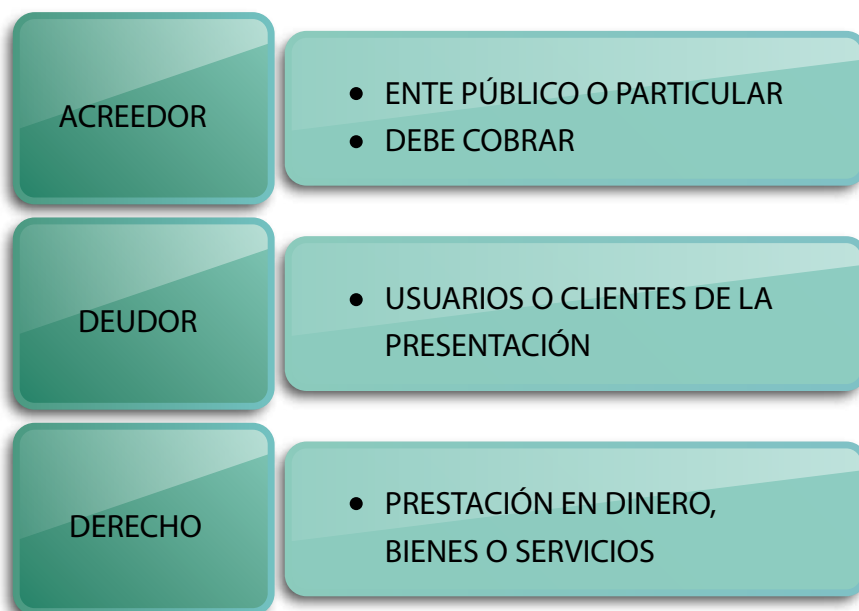 ACREEDOR
• ENTE PÚBLICO O PARTICULAR
• DEBE COBRAR
DEUDOR
• USUARIOS O CLIENTES DE LA
PRESENTACIÓN
DERECHO
• PRESTACIÓN EN DINERO,
BIENES O SERVICIOS